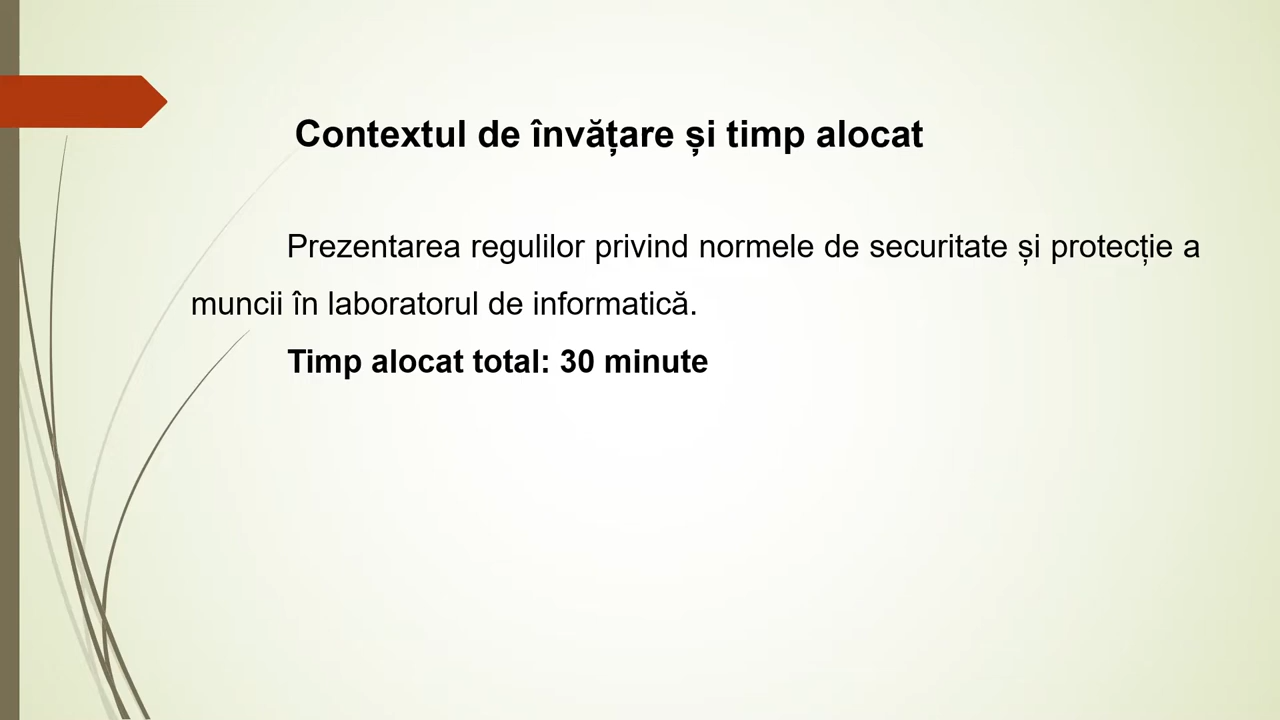 Contextul de învățare și timp alocat
Prezentarea regulilor privind normele de securitate și protecție a
muncii în laboratorul de informatică.
Timp alocat total: 30 minute